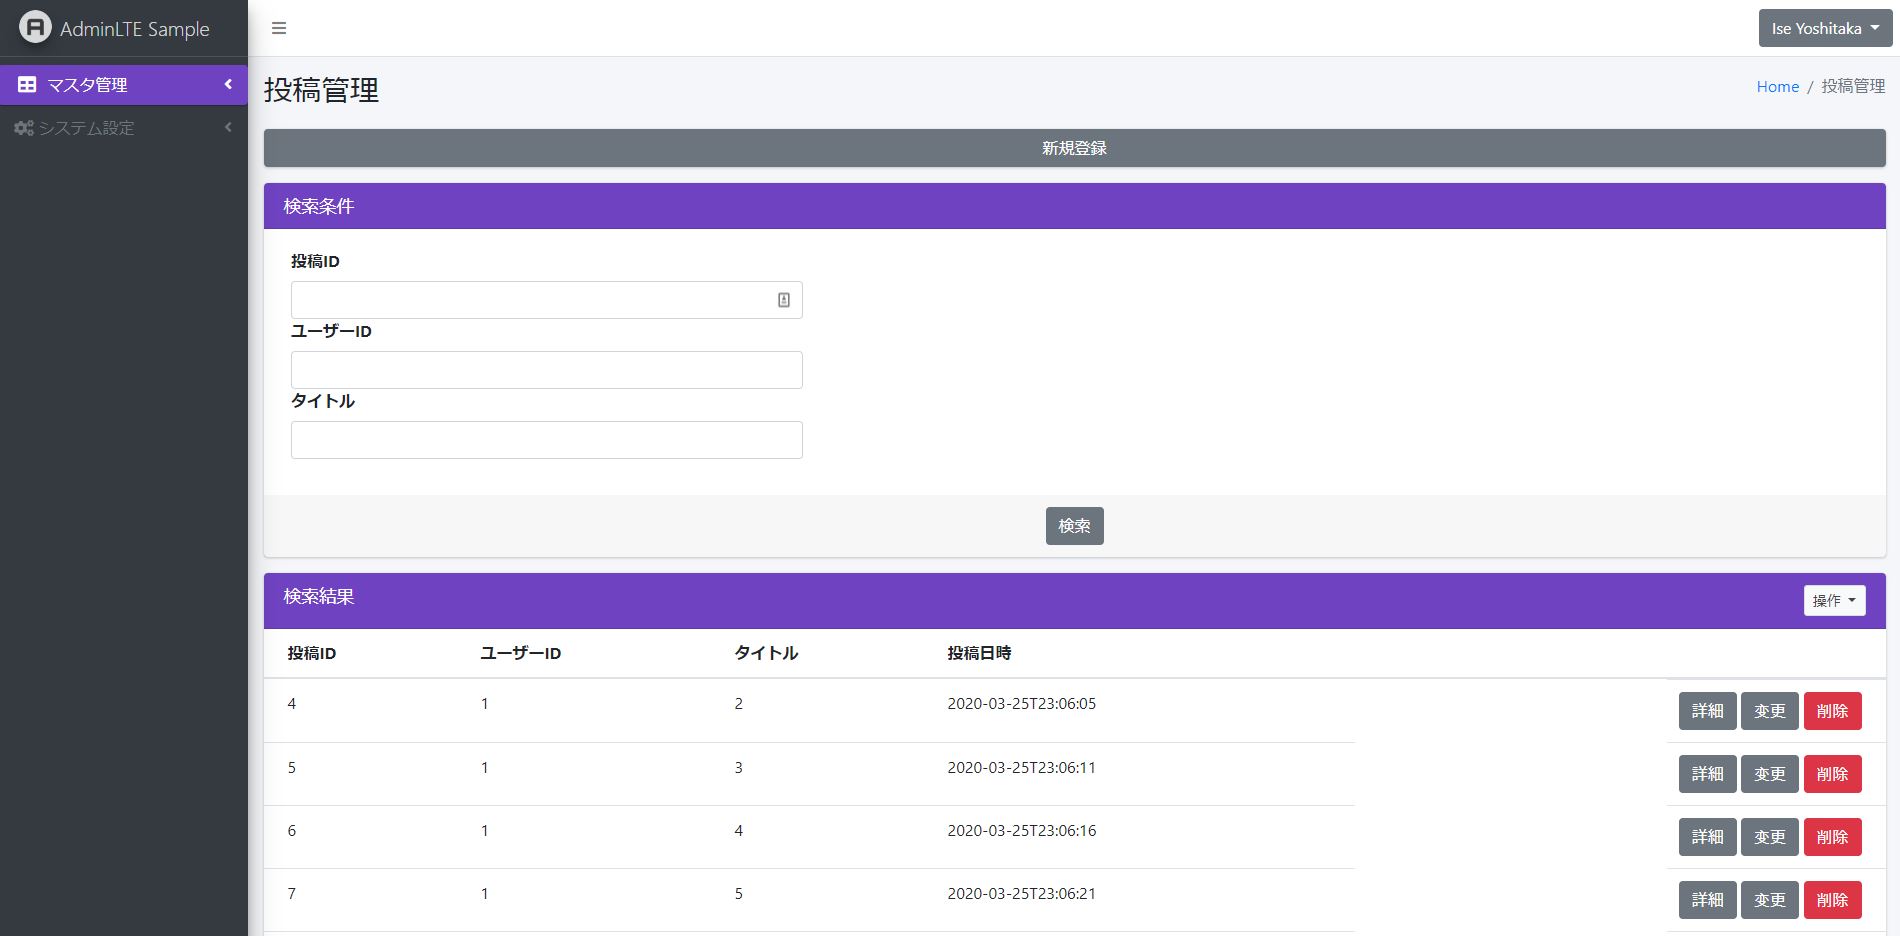 AdminLTE Sample
Ise Yoshitaka
マスタ管理
システム設定
投稿管理
Home / 投稿管理
新規登録
検索条件
投稿ID
ユーザーID
タイトル
検索
検索結果
操作
投稿ID ユーザーID タイトル 投稿日時
4 1 2 2020-03-25T23:06:05 詳細 変更 削除
5 1 3 2020-03-25T23:06:11 詳細 変更 削除
6 1 4 2020-03-25T23:06:16 詳細 変更 削除
7 1 5 2020-03-25T23:06:21 詳細 変更 削除